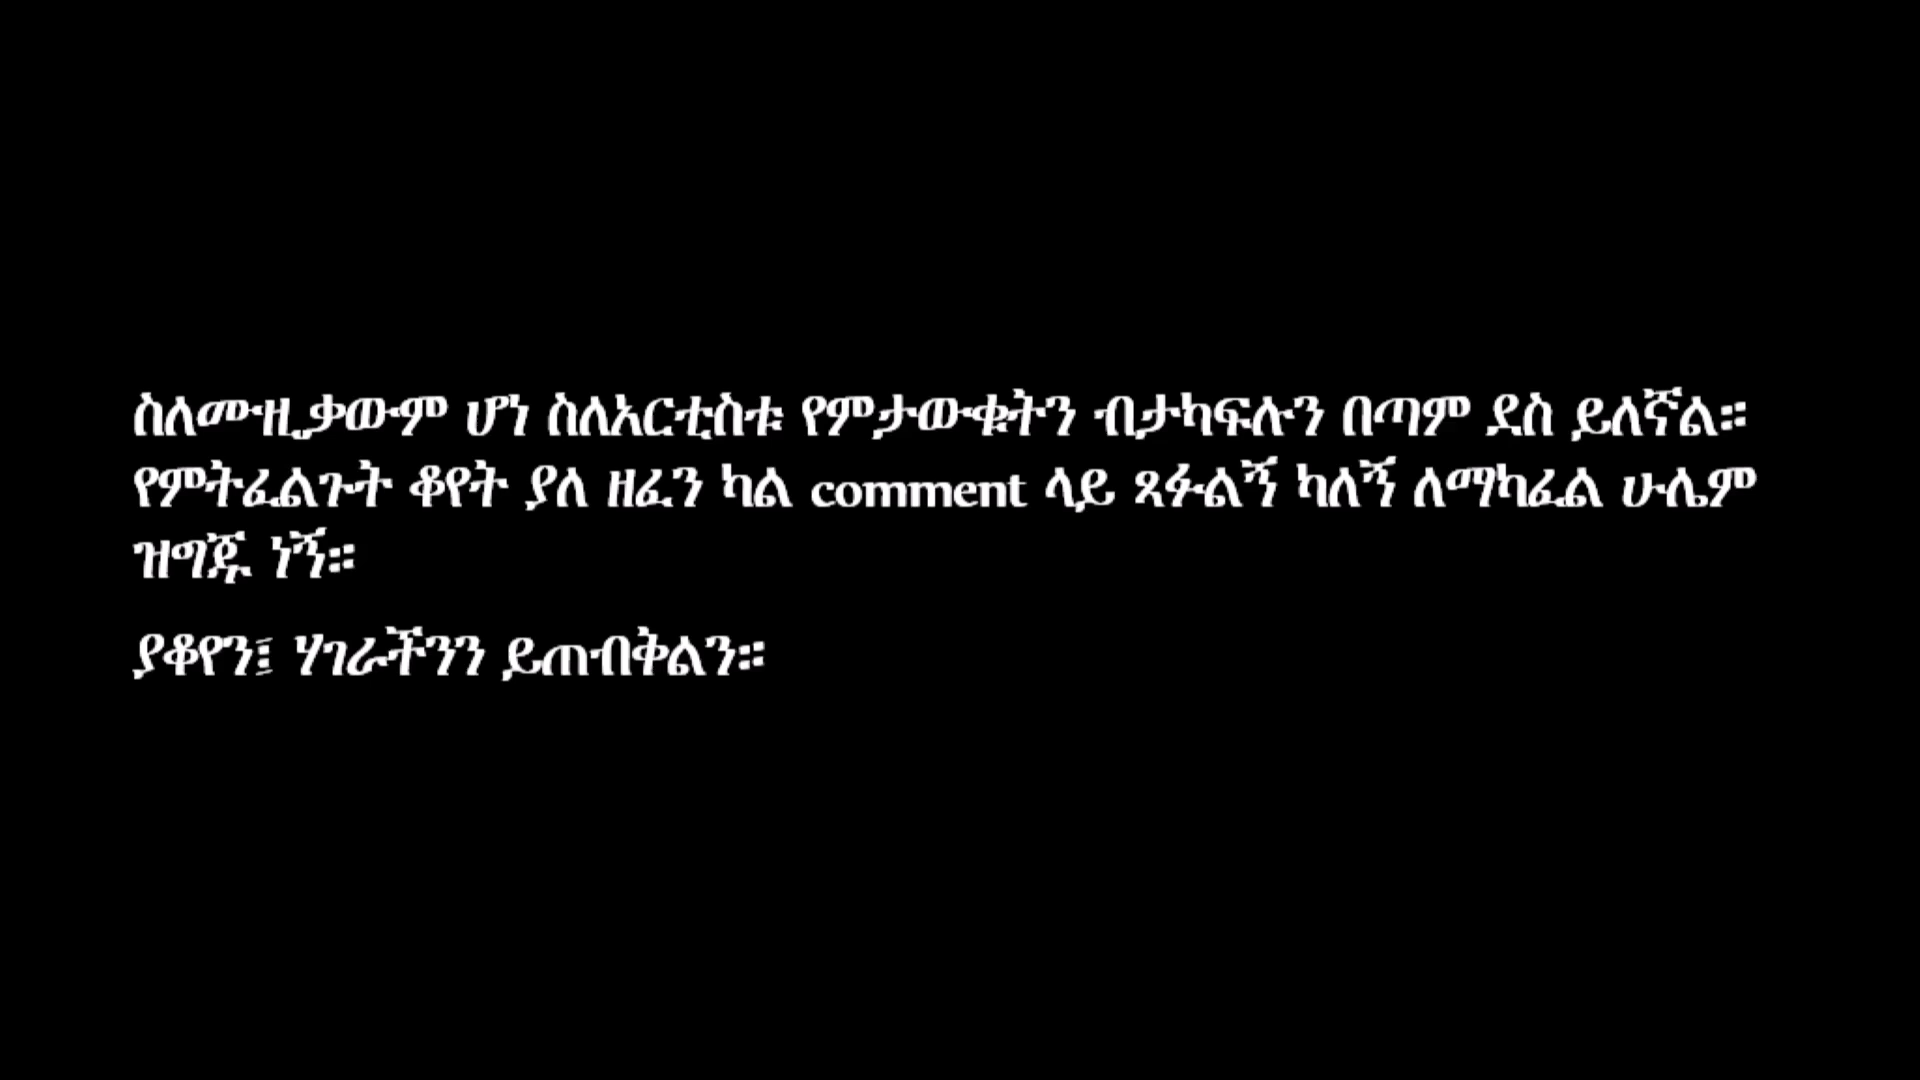 ስለሙዚቃውም ሆነ ስለአርቲስቱ የምታውቁትን ብታካፍሉን በጣም ደስ ይለኛል።
የምትፈልጉት ቆየት ያለ ዘፈን ካል comment ላይ ጻፉልኝ ካለኝ ለማካፈል ሁሌም
ዝግጁ ነኝ።
ያቆየን፤ ሃገራችንን ይጠብቅልን።